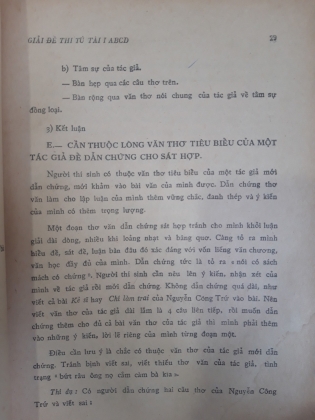 GIẢI ĐỀ THI TÚ TÀI I ABCD 23
b) Tâm sự của tác giả.
— Bàn hẹp qua các câu thơ trên.
— Bàn rộng qua văn thơ nói chung của tác giả về tâm sự
đồng loại.
3) Kết luận
E.— CẦN THUỘC LÒNG VĂN THƠ TIÊU BIỂU CỦA MỘT
TÁC GIẢ ĐỂ DẪN CHỨNG CHO SÁT HỢP.
Người thí sinh có thuộc văn thơ tiêu biểu của một tác giả mới
dẫn chứng, mới khảm vào bài văn của mình được. Dẫn chứng thơ
văn làm cho lập luận của mình thêm vững chắc, đanh thép và ý kiến
của mình có thêm trọng lượng.
Một đoạn thơ văn dẫn chứng sát hợp tránh cho mình khỏi luận
giải dài dòng, nhiều khi loãng nhạt và bâng quơ. Càng tỏ ra mình
hiểu đề, sát đề, luận bàn đâu đó xác đáng với vốn liếng văn chương,
văn học đầy đủ của mình. Dẫn chứng tức là tỏ ra « nói có sách
mách có chứng ». Người thí sinh cần nêu lên ý kiến, nhận xét của
mình về tác giả rồi mới dẫn chứng. Không dẫn chứng quá dài, như
viết cả bài Kẻ sĩ hay Chí làm trai của Nguyễn Công Trứ vào bài. Nên
viết văn thơ của tác giả dài lắm là 4 câu liên tiếp, rồi muốn dẫn
chứng thêm cho đủ cả bài văn thơ của tác giả thì mình phải thêm
vào những ý kiến, lời lẽ riêng của mình từng đoạn một.
Điều cần lưu ý là chắc có thuộc văn thơ của tác giả mới dẫn
chứng. Tránh bịnh viết sai, viết thiếu văn thơ của tác giả, tình
trạng « bứt râu ông nọ cắm cằm bà kia ».
Thí dụ : Có người dẫn chứng hai câu thơ của Nguyễn Công
Trứ và viết sai :